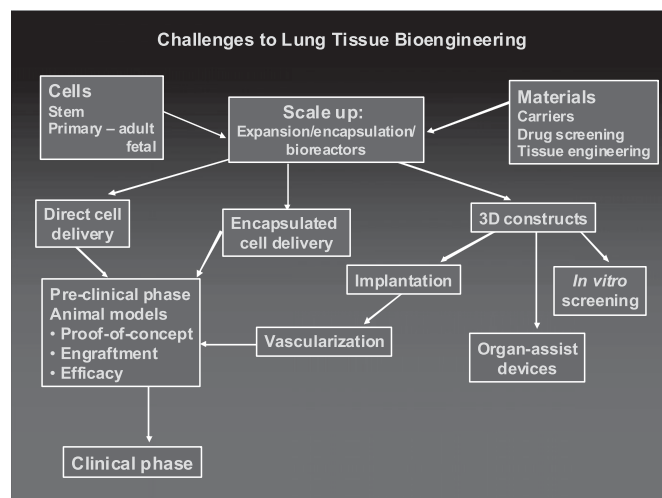 Challenges to Lung Tissue Bioengineering
Cells
Stem
Primary – adult
fetal
Scale up:
Expansion/encapsulation/
bioreactors
Materials
Carriers
Drug screening
Tissue engineering
Direct cell
delivery
Encapsulated
cell delivery
3D constructs
Implantation
In vitro
screening
Pre-clinical phase
Animal models
• Proof-of-concept
• Engraftment
• Efficacy
Vascularization
Organ-assist
devices
Clinical phase